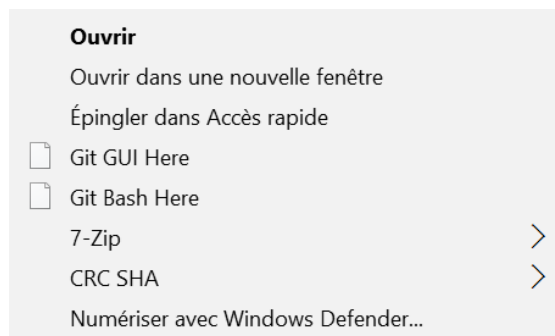 Ouvrir
Ouvrir dans une nouvelle fenêtre
Épingler dans Accès rapide
Git GUI Here
Git Bash Here
7-Zip
CRC SHA
Numériser avec Windows Defender...